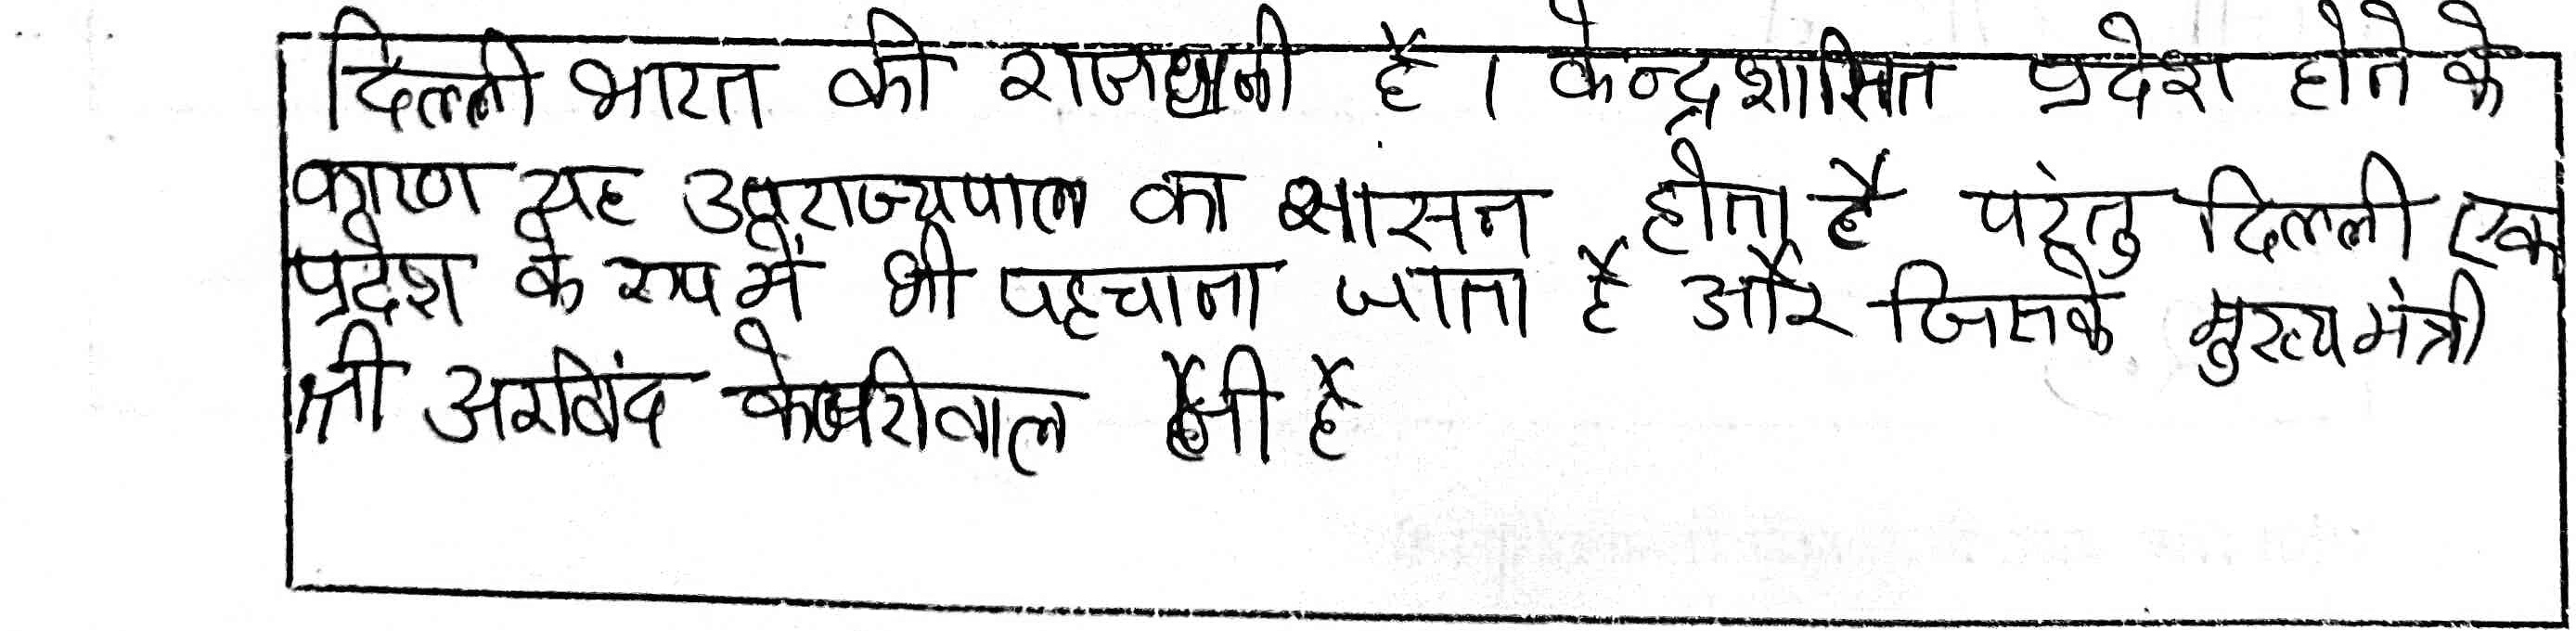 दिल्ली भारत की राजधानी है। केन्द्रशासित प्रदेश होने के
कारण यह उपराज्यपाल का शासन होता है परंतु दिल्ली एक
प्रदेश के रूप में भी पहचाना जाता है और जिसके मुख्यमंत्री
श्री अरविंद केजरीवाल जी है